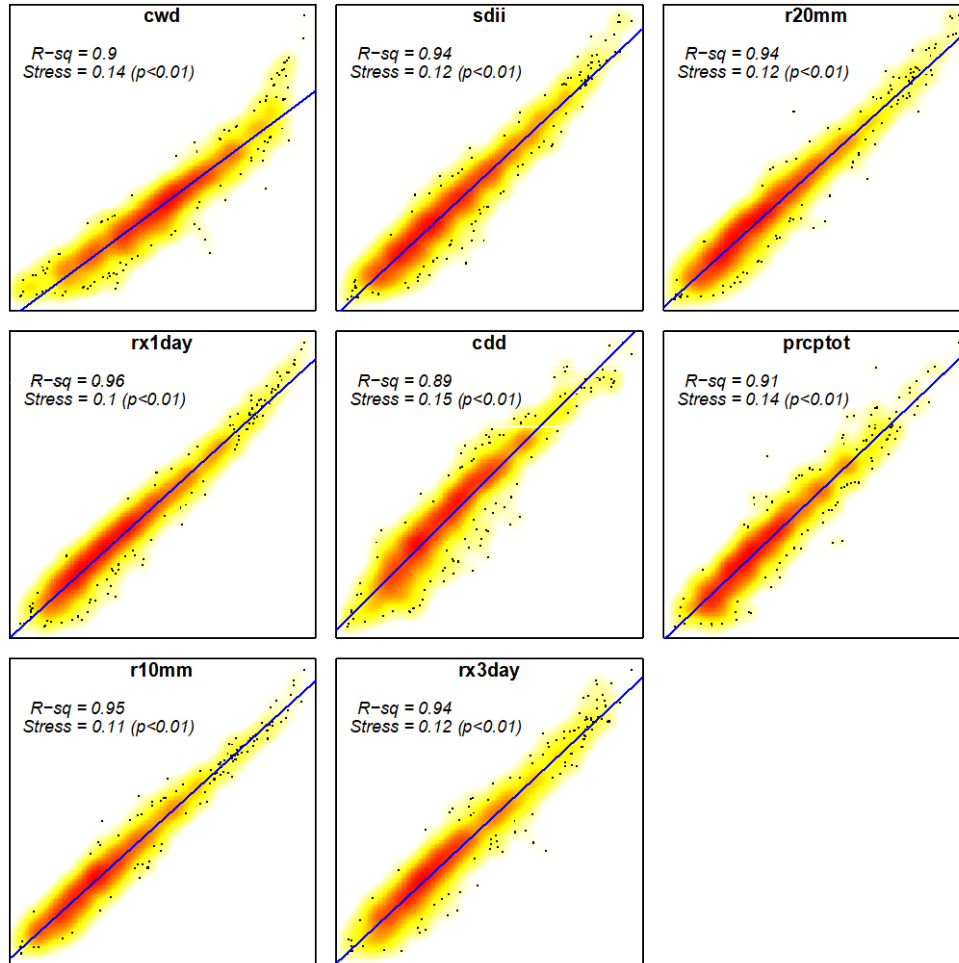 cwd
R−sq = 0.9
Stress = 0.14 (p<0.01)
sdii
R−sq = 0.94
Stress = 0.12 (p<0.01)
r20mm
R−sq = 0.94
Stress = 0.12 (p<0.01)
rx1day
R−sq = 0.96
Stress = 0.1 (p<0.01)
cdd
R−sq = 0.89
Stress = 0.15 (p<0.01)
prcptot
R−sq = 0.91
Stress = 0.14 (p<0.01)
r10mm
R−sq = 0.95
Stress = 0.11 (p<0.01)
rx3day
R−sq = 0.94
Stress = 0.12 (p<0.01)